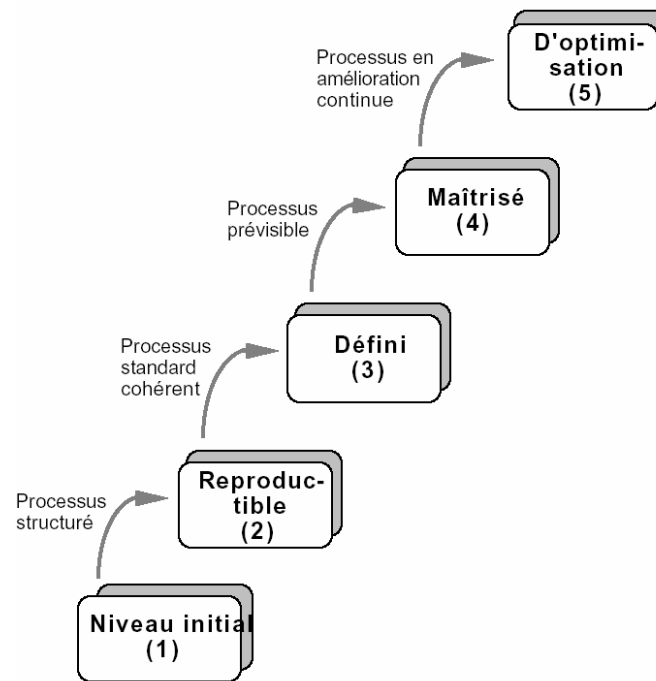 D'optimi-
sation
(5)
Processus en
amélioration
continue
Maîtrisé
(4)
Processus
prévisible
Défini
(3)
Processus
standard
cohérent
Reproduc-
tible
(2)
Processus
structuré
Niveau initial
(1)